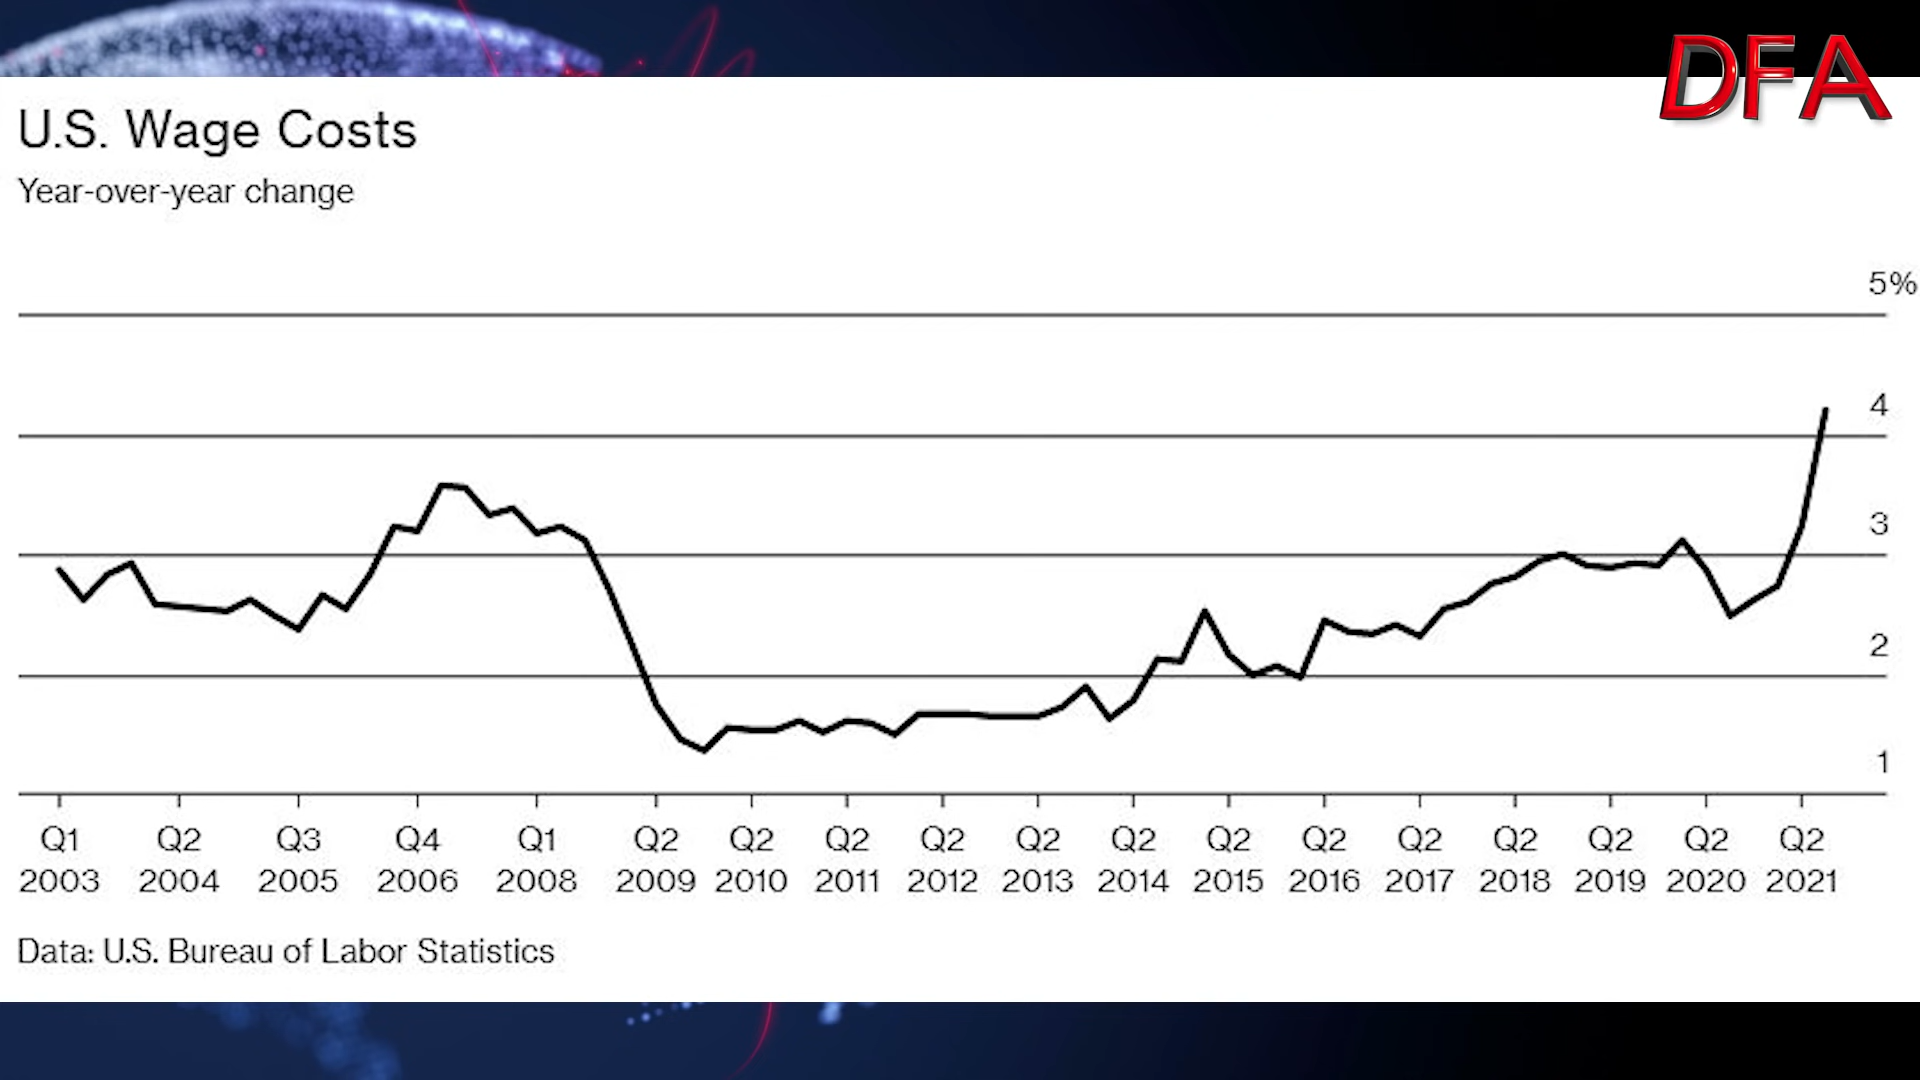 DFA
U.S. Wage Costs
Year-over-year change
5%
4
3
2
1
Q1 Q2 Q3 Q4 Q1 Q2 Q2 Q2 Q2 Q2 Q2 Q2 Q2 Q2 Q2 Q2 Q2 Q2
2003 2004 2005 2006 2008 2009 2010 2011 2012 2013 2014 2015 2016 2017 2018 2019 2020 2021
Data: U.S. Bureau of Labor Statistics